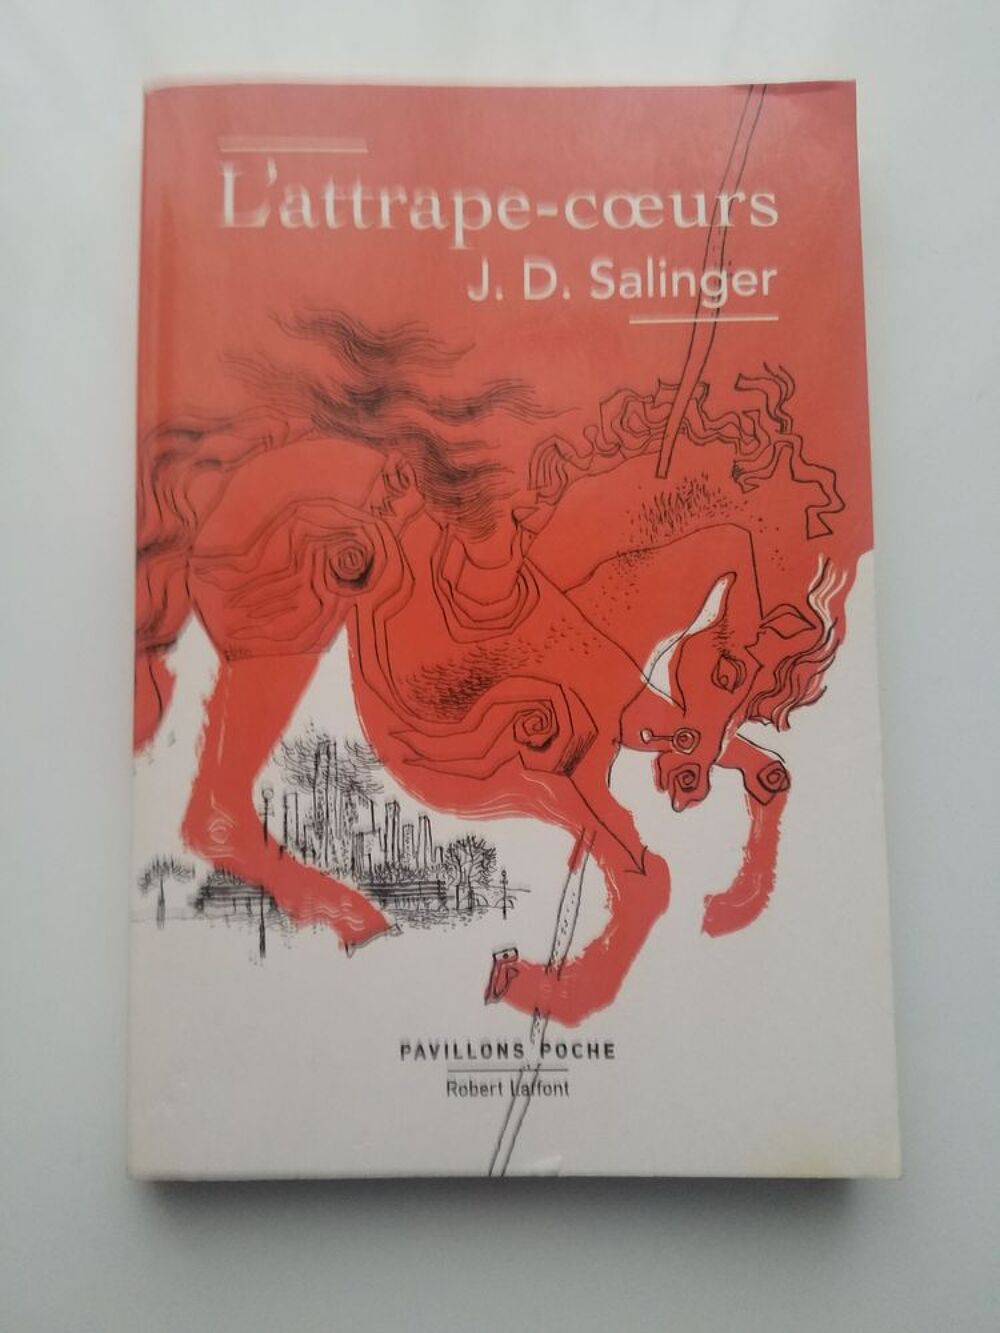 L'attrape-cœurs
J. D. Salinger
PAVILLONS POCHE
Robert Laffont